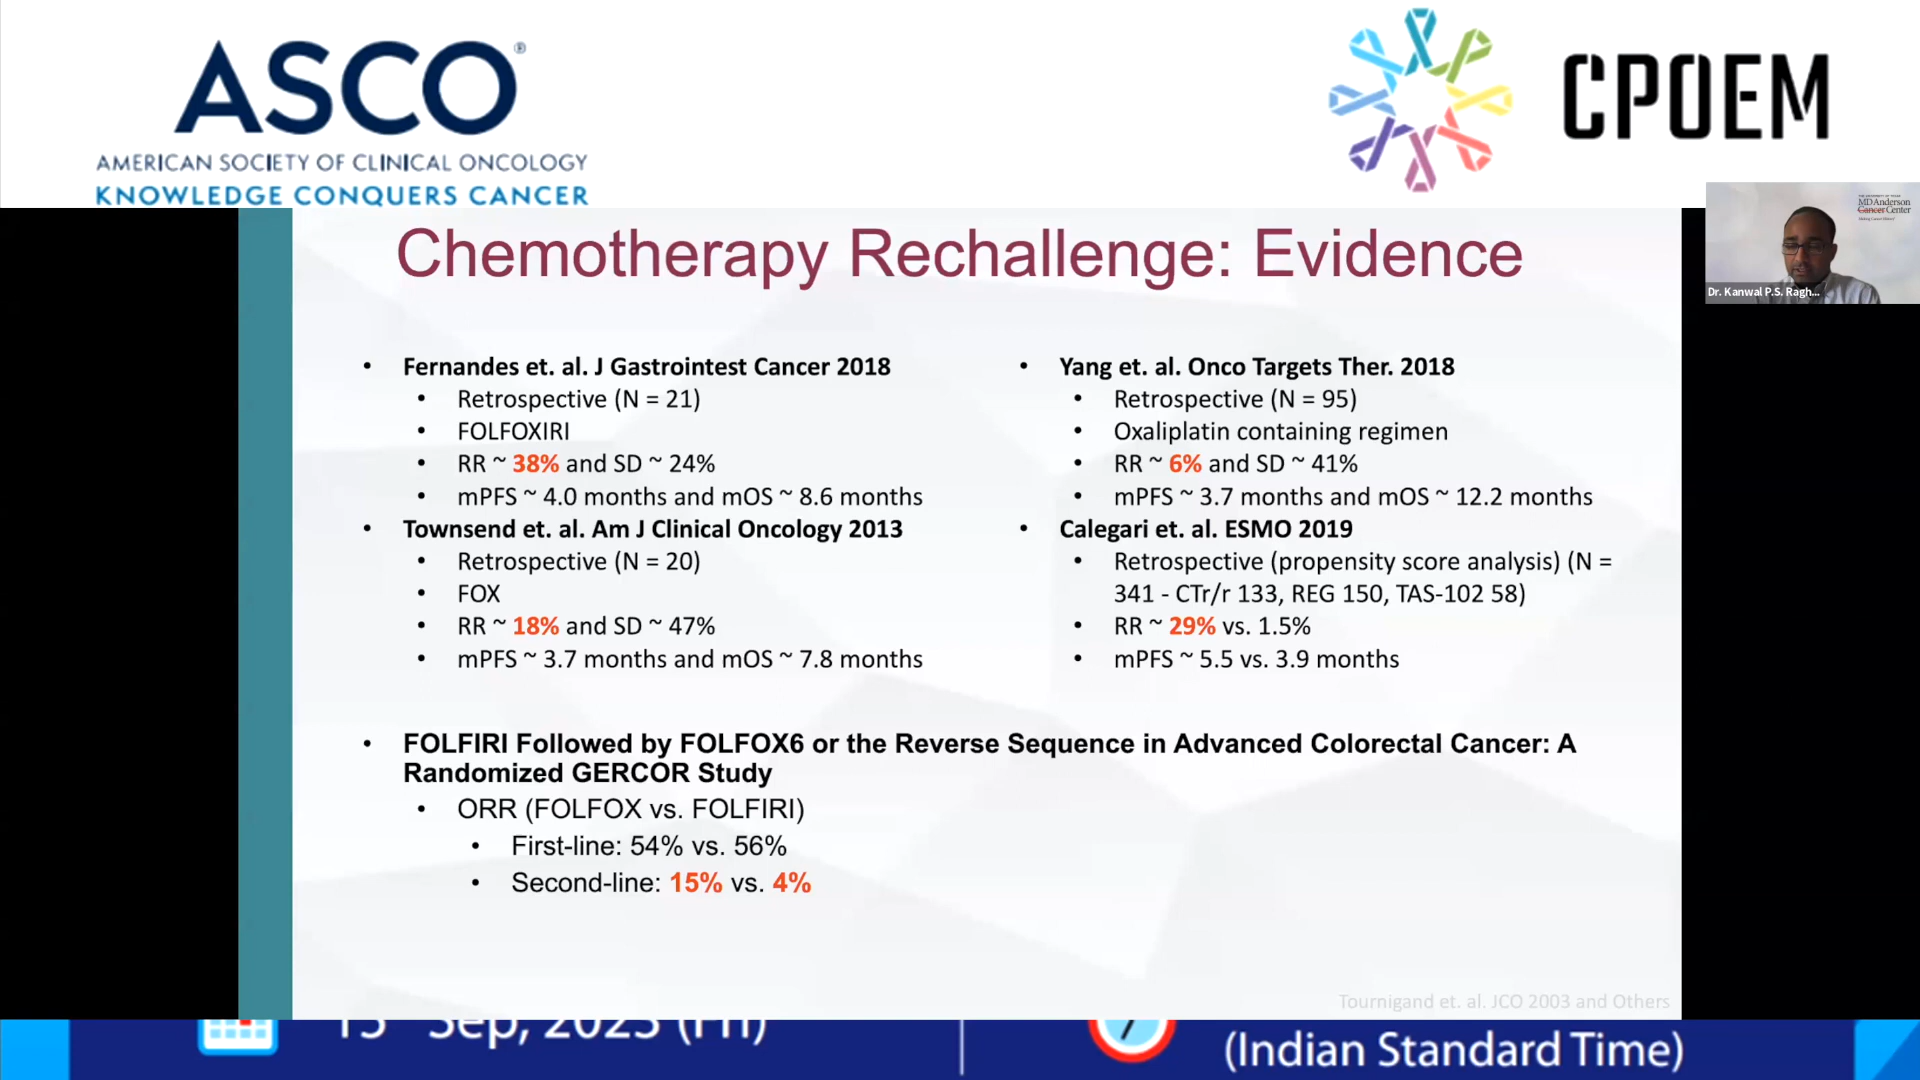 ASCO®
AMERICAN SOCIETY OF CLINICAL ONCOLOGY
KNOWLEDGE CONQUERS CANCER
CPOEM
MDAnderson
Cancer Center
Dr. Kanwal P.S. Ragh...
Chemotherapy Rechallenge: Evidence
• Fernandes et. al. J Gastrointest Cancer 2018
• Retrospective (N = 21)
• FOLFOXIRI
• RR ~ 38% and SD ~ 24%
• mPFS ~ 4.0 months and mOS ~ 8.6 months
• Townsend et. al. Am J Clinical Oncology 2013
• Retrospective (N = 20)
• FOX
• RR ~ 18% and SD ~ 47%
• mPFS ~ 3.7 months and mOS ~ 7.8 months
• Yang et. al. Onco Targets Ther. 2018
• Retrospective (N = 95)
• Oxaliplatin containing regimen
• RR ~ 6% and SD ~ 41%
• mPFS ~ 3.7 months and mOS ~ 12.2 months
• Calegari et. al. ESMO 2019
• Retrospective (propensity score analysis) (N =
341 - CTr/r 133, REG 150, TAS-102 58)
• RR ~ 29% vs. 1.5%
• mPFS ~ 5.5 vs. 3.9 months
• FOLFIRI Followed by FOLFOX6 or the Reverse Sequence in Advanced Colorectal Cancer: A
Randomized GERCOR Study
• ORR (FOLFOX vs. FOLFIRI)
• First-line: 54% vs. 56%
• Second-line: 15% vs. 4%
Tournigand et. al. JCO 2003 and Others
Sep, 2023 (Fri)
(Indian Standard Time)